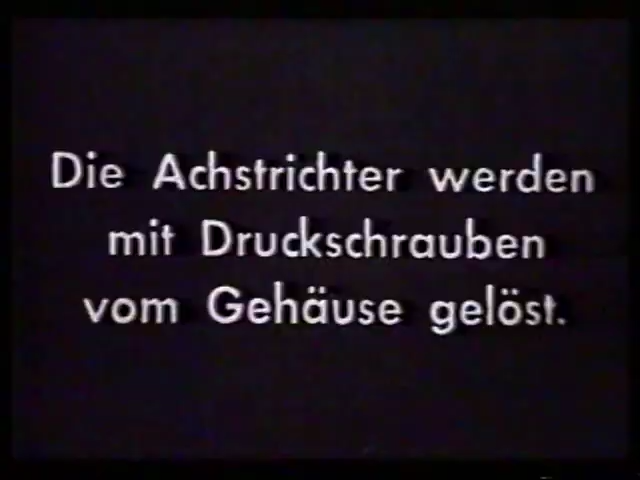 Die Achstrichter werden
mit Druckschrauben
vom Gehäuse gelöst.